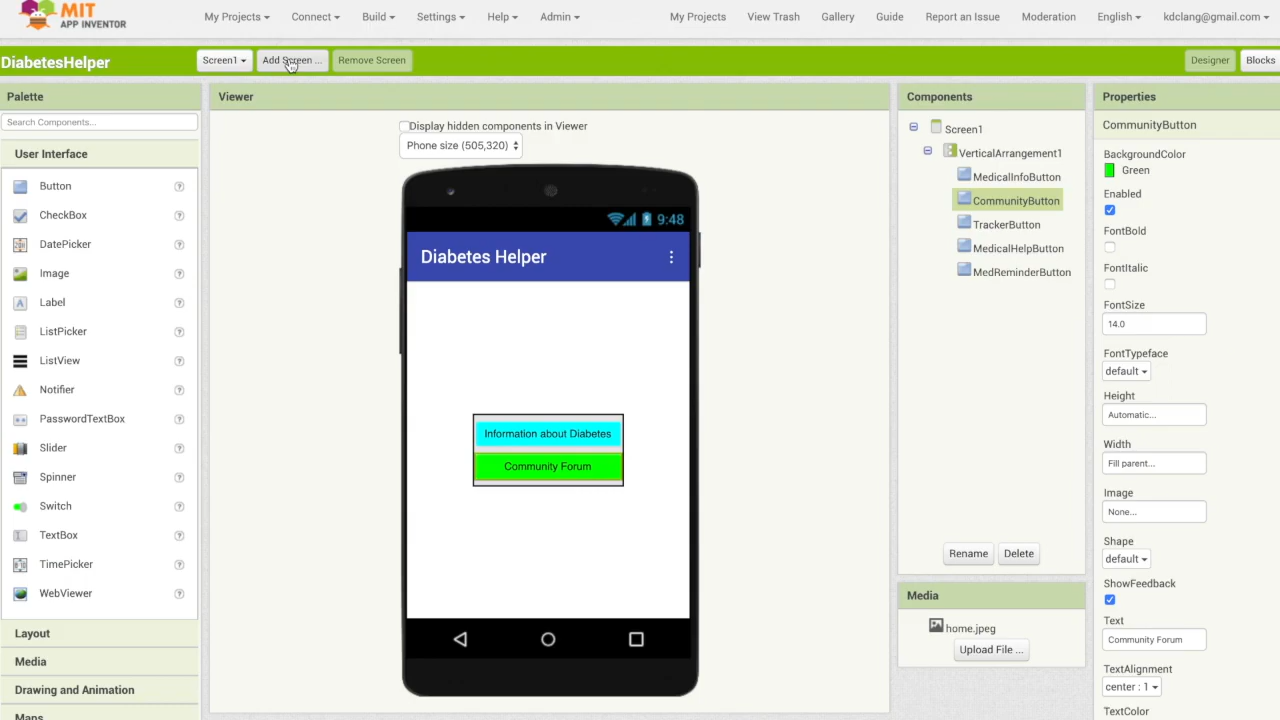 MIT
APP INVENTOR
My Projects
Connect
Build
Settings
Help
Admin
My Projects
View Trash
Gallery
Guide
Report an Issue
Moderation
English
kdclang@gmail.com
DiabetesHelper
Screen1
Add Screen ...
Remove Screen
Designer
Blocks
Palette
Search Components...
User Interface
Button
CheckBox
DatePicker
Image
Label
ListPicker
ListView
Notifier
PasswordTextBox
Slider
Spinner
Switch
TextBox
TimePicker
WebViewer
Layout
Media
Drawing and Animation
Maps
Viewer
Display hidden components in Viewer
Phone size (505,320)
9:48
Diabetes Helper
Information about Diabetes
Community Forum
Components
Screen1
VerticalArrangement1
MedicalInfoButton
CommunityButton
TrackerButton
MedicalHelpButton
MedReminderButton
Rename
Delete
Media
home.jpeg
Upload File ...
Properties
CommunityButton
BackgroundColor
Green
Enabled
FontBold
FontItalic
FontSize
14.0
FontTypeface
default
Height
Automatic...
Width
Fill parent...
Image
None...
Shape
default
ShowFeedback
Text
Community Forum
TextAlignment
center : 1
TextColor